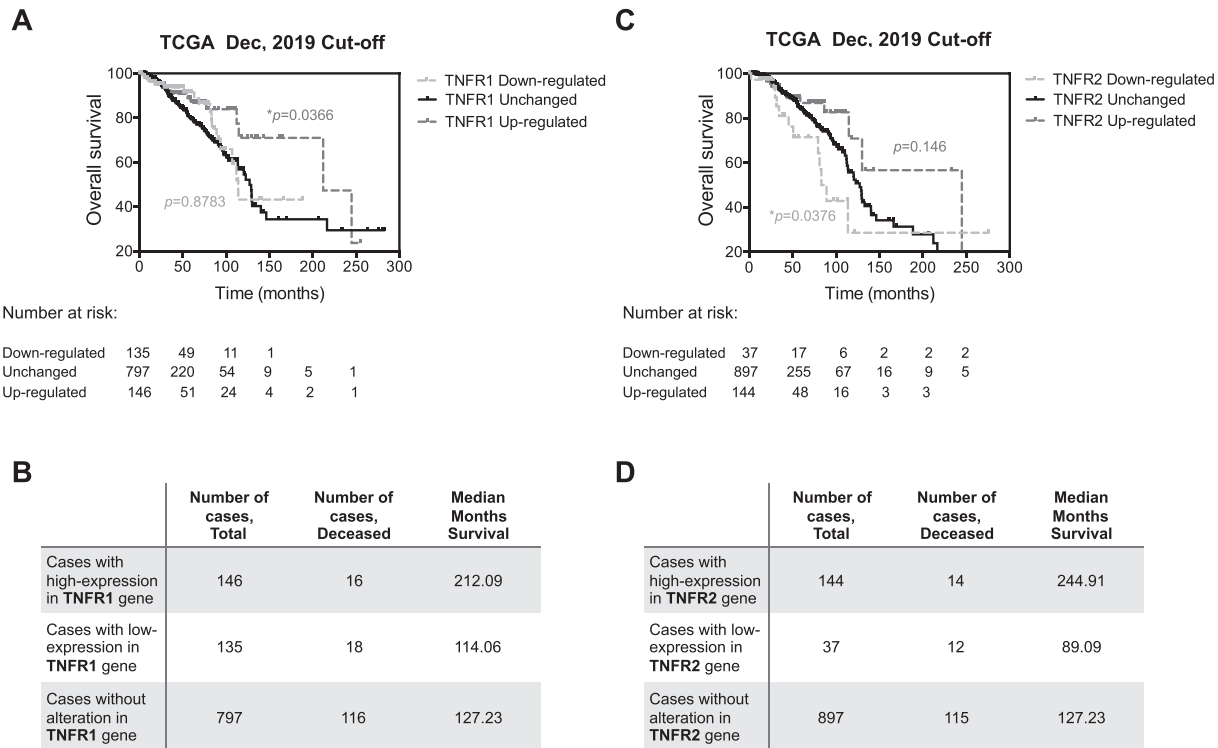 A
TCGA Dec, 2019 Cut-off
Overall survival
100
80
60
40
20
0 50 100 150 200 250 300
Time (months)
*p=0.0366
p=0.8783
TNFR1 Down-regulated
TNFR1 Unchanged
TNFR1 Up-regulated
Number at risk:
Down-regulated 135 49 11 1
Unchanged 797 220 54 9 5 1
Up-regulated 146 51 24 4 2 1
C
TCGA Dec, 2019 Cut-off
Overall survival
100
80
60
40
20
0 50 100 150 200 250 300
Time (months)
p=0.146
*p=0.0376
TNFR2 Down-regulated
TNFR2 Unchanged
TNFR2 Up-regulated
Number at risk:
Down-regulated 37 17 6 2 2 2
Unchanged 897 255 67 16 9 5
Up-regulated 144 48 16 3 3
B
Number of
cases,
Total
Number of
cases,
Deceased
Median
Months
Survival
Cases with
high-expression
in TNFR1 gene
146 16 212.09
Cases with low-
expression in
TNFR1 gene
135 18 114.06
Cases without
alteration in
TNFR1 gene
797 116 127.23
D
Number of
cases,
Total
Number of
cases,
Deceased
Median
Months
Survival
Cases with
high-expression
in TNFR2 gene
144 14 244.91
Cases with low-
expression in
TNFR2 gene
37 12 89.09
Cases without
alteration in
TNFR2 gene
897 115 127.23